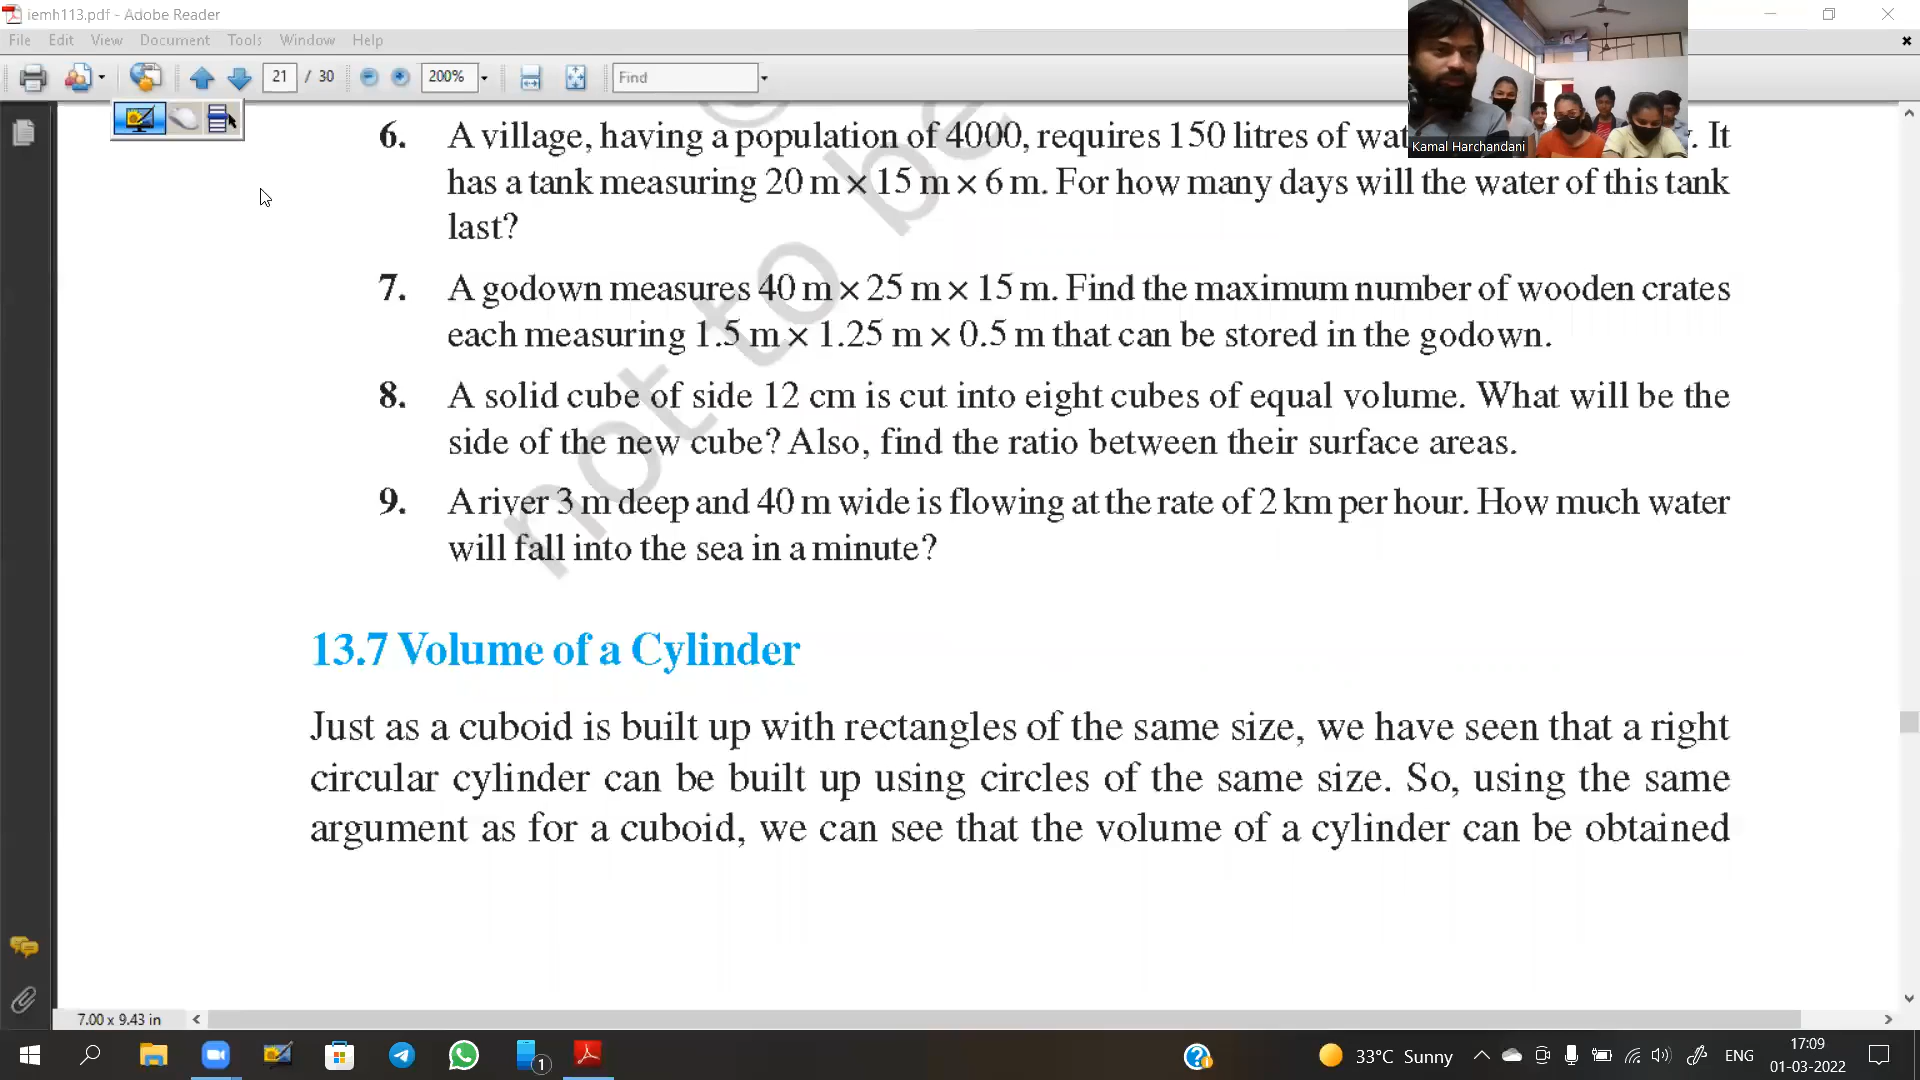 iemh113.pdf - Adobe Reader
File Edit View Document Tools Window Help
21 / 30 200% Find
Kamal Harchandani
6. A village, having a population of 4000, requires 150 litres of . It
has a tank measuring 20 m × 15 m × 6 m. For how many days will the water of this tank
last?
7. A godown measures 40 m × 25 m × 15 m. Find the maximum number of wooden crates
each measuring 1.5 m × 1.25 m × 0.5 m that can be stored in the godown.
8. A solid cube of side 12 cm is cut into eight cubes of equal volume. What will be the
side of the new cube? Also, find the ratio between their surface areas.
9. A river 3 m deep and 40 m wide is flowing at the rate of 2 km per hour. How much water
will fall into the sea in a minute?
not to be
13.7 Volume of a Cylinder
Just as a cuboid is built up with rectangles of the same size, we have seen that a right
circular cylinder can be built up using circles of the same size. So, using the same
argument as for a cuboid, we can see that the volume of a cylinder can be obtained
7.00 x 9.43 in
1
33°C Sunny
ENG
17:09
01-03-2022